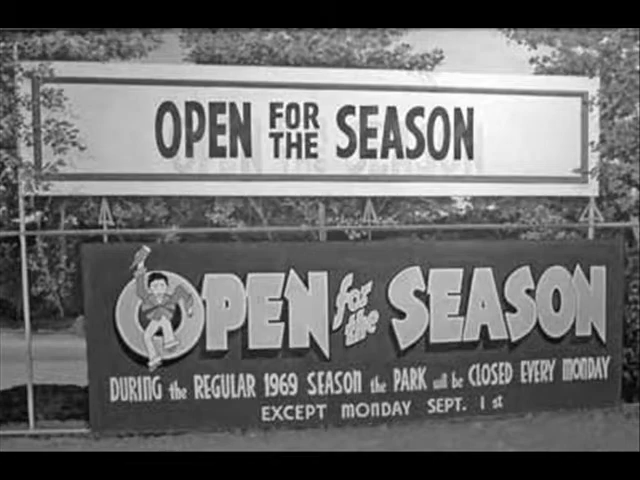 OPEN FOR THE SEASON
OPEN for the SEASON
DURING the REGULAR 1969 SEASON the PARK will be CLOSED EVERY MONDAY
EXCEPT MONDAY SEPT. 1st